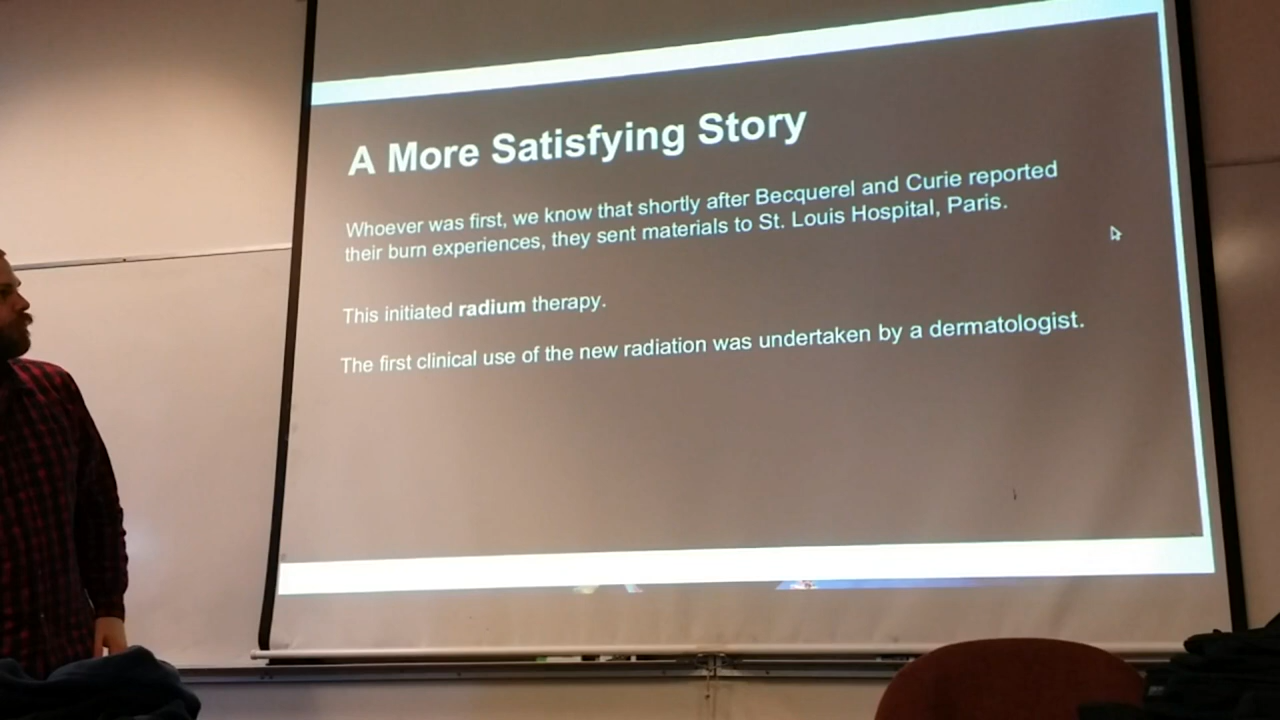 A More Satisfying Story
Whoever was first, we know that shortly after Becquerel and Curie reported
their burn experiences, they sent materials to St. Louis Hospital, Paris.
This initiated radium therapy.
The first clinical use of the new radiation was undertaken by a dermatologist.